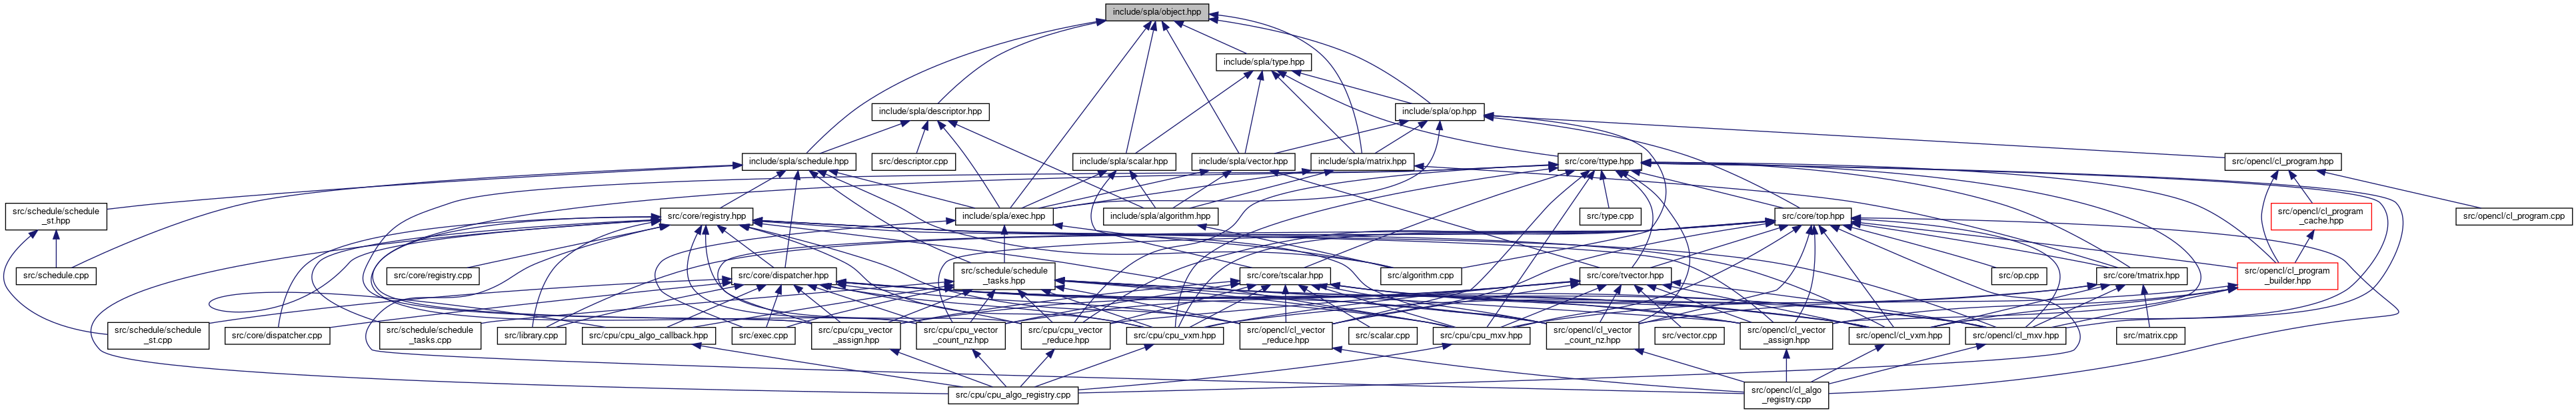 include/spla/object.hpp
include/spla/type.hpp
include/spla/descriptor.hpp
include/spla/op.hpp
include/spla/schedule.hpp
src/descriptor.cpp
include/spla/scalar.hpp
include/spla/vector.hpp
include/spla/matrix.hpp
src/core/ttype.hpp
src/opencl/cl_program.hpp
src/schedule/schedule
_st.hpp
src/core/registry.hpp
include/spla/exec.hpp
include/spla/algorithm.hpp
src/type.cpp
src/core/top.hpp
src/opencl/cl_program
_cache.hpp
src/opencl/cl_program.cpp
src/schedule.cpp
src/core/registry.cpp
src/core/dispatcher.hpp
src/schedule/schedule
_tasks.hpp
src/core/tscalar.hpp
src/algorithm.cpp
src/core/tvector.hpp
src/op.cpp
src/core/tmatrix.hpp
src/opencl/cl_program
_builder.hpp
src/schedule/schedule
_st.cpp
src/core/dispatcher.cpp
src/schedule/schedule
_tasks.cpp
src/library.cpp
src/cpu/cpu_algo_callback.hpp
src/exec.cpp
src/cpu/cpu_vector
_assign.hpp
src/cpu/cpu_vector
_count_nz.hpp
src/cpu/cpu_vector
_reduce.hpp
src/cpu/cpu_vxm.hpp
src/opencl/cl_vector
_reduce.hpp
src/scalar.cpp
src/cpu/cpu_mxv.hpp
src/opencl/cl_vector
_count_nz.hpp
src/vector.cpp
src/opencl/cl_vector
_assign.hpp
src/opencl/cl_vxm.hpp
src/opencl/cl_mxv.hpp
src/matrix.cpp
src/cpu/cpu_algo_registry.cpp
src/opencl/cl_algo
_registry.cpp